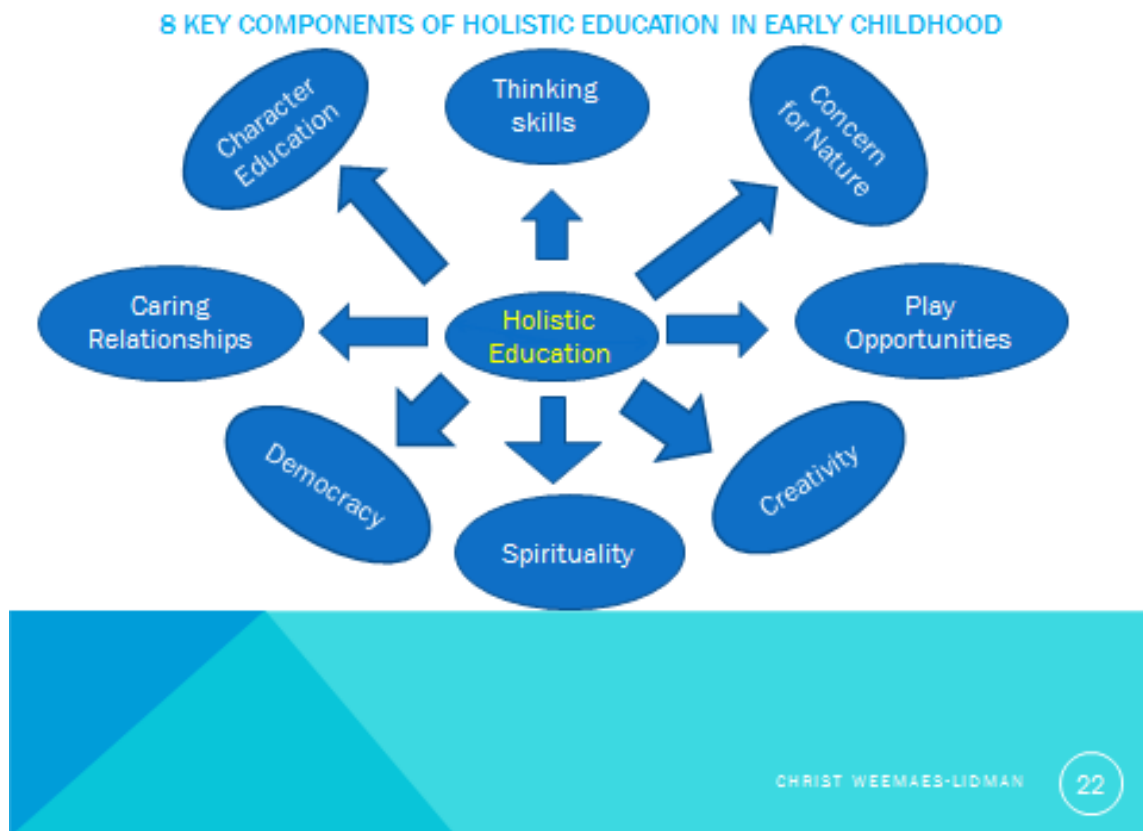 8 KEY COMPONENTS OF HOLISTIC EDUCATION IN EARLY CHILDHOOD
Character
Education
Thinking
skills
Concern
for Nature
Caring
Relationships
Holistic
Education
Play
Opportunities
Democracy
Spirituality
Creativity
CHRIST WEEMAES-LIDMAN
22